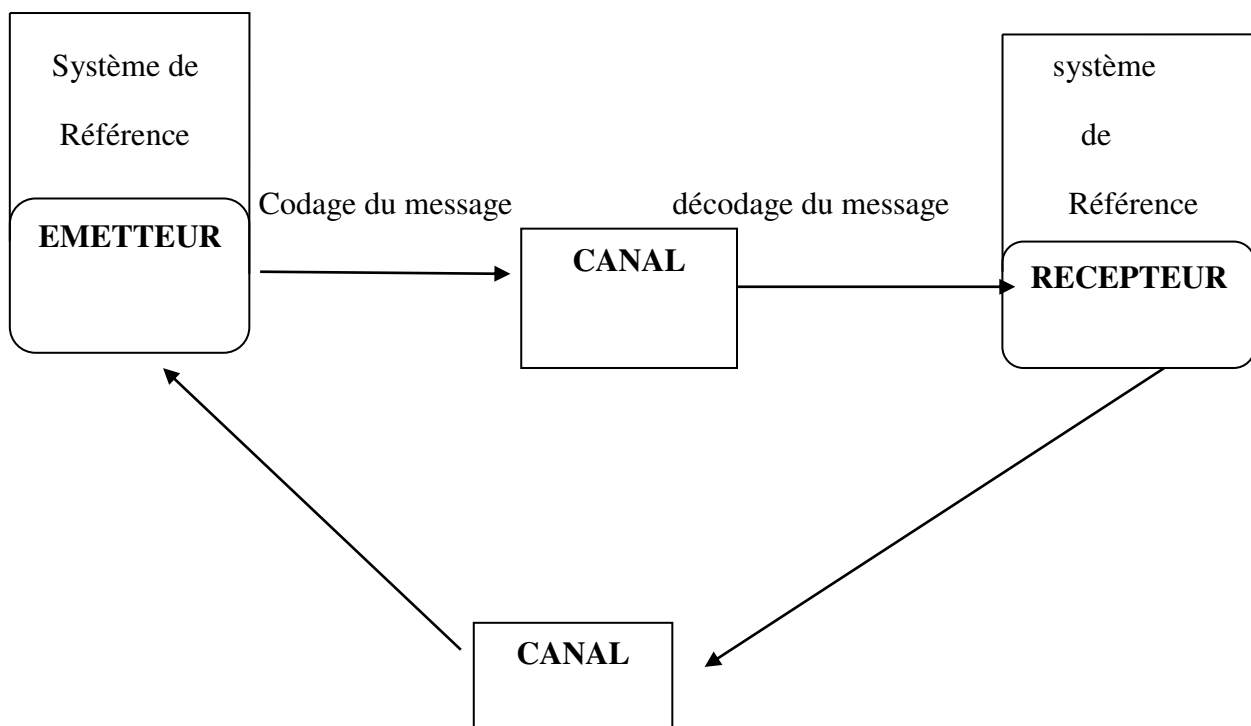 Système de
Référence
EMETTEUR
Codage du message
CANAL
décodage du message
système
de
Référence
RECEPTEUR
CANAL